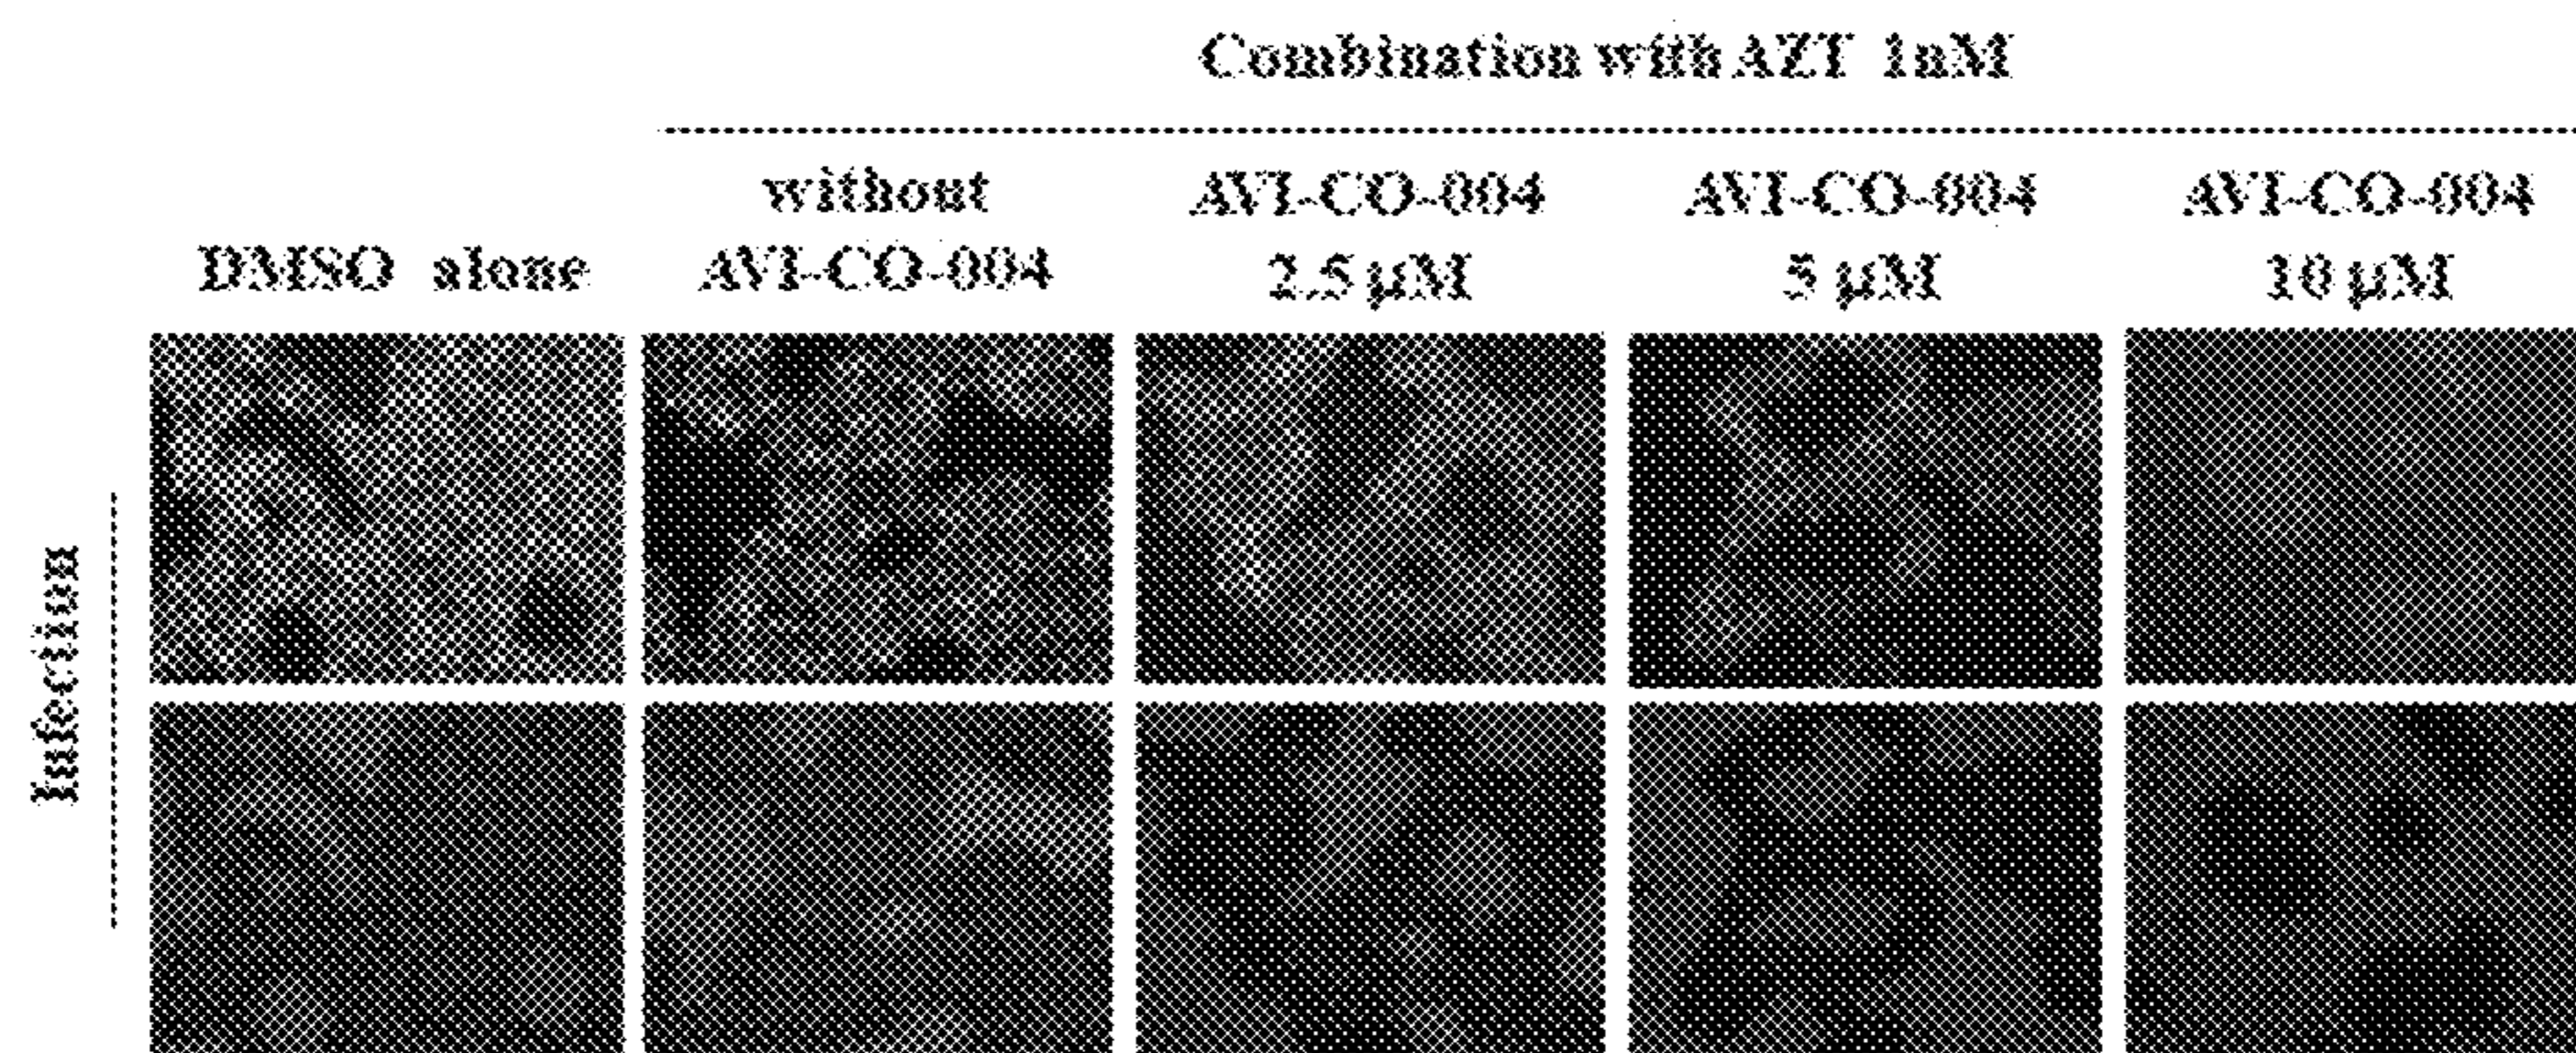 Combination with AZT 1nM
DMSO alone
without
AVI-CO-004
AVI-CO-004
2.5 µM
AVI-CO-004
5 µM
AVI-CO-004
10 µM
Infection